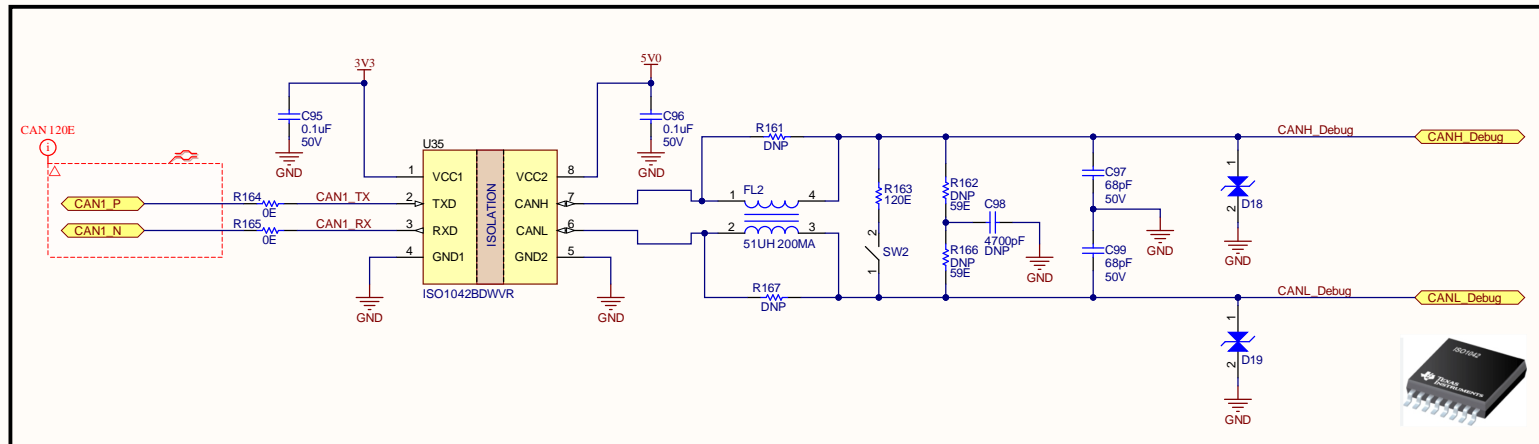 3V3
5V0
C95
0.1uF
50V
GND
C96
0.1uF
50V
GND
CAN 120E
i
CAN1_P
CAN1_N
R164
0E
R165
0E
CAN1_TX
CAN1_RX
U35
1
2
3
4
VCC1
TXD
RXD
GND1
ISOLATION
VCC2
CANH
CANL
GND2
8
7
6
5
ISO1042BDWVR
GND
GND
R161
DNP
FL2
1
4
2
3
51UH 200MA
R167
DNP
R163
120E
2
SW2
1
R162
DNP
59E
R166
DNP
59E
C98
4700pF
DNP
GND
C97
68pF
50V
C99
68pF
50V
GND
CANH_Debug
CANH_Debug
1
2
D18
GND
CANL_Debug
CANL_Debug
1
2
D19
GND
ISO1042
TEXAS
INSTRUMENTS